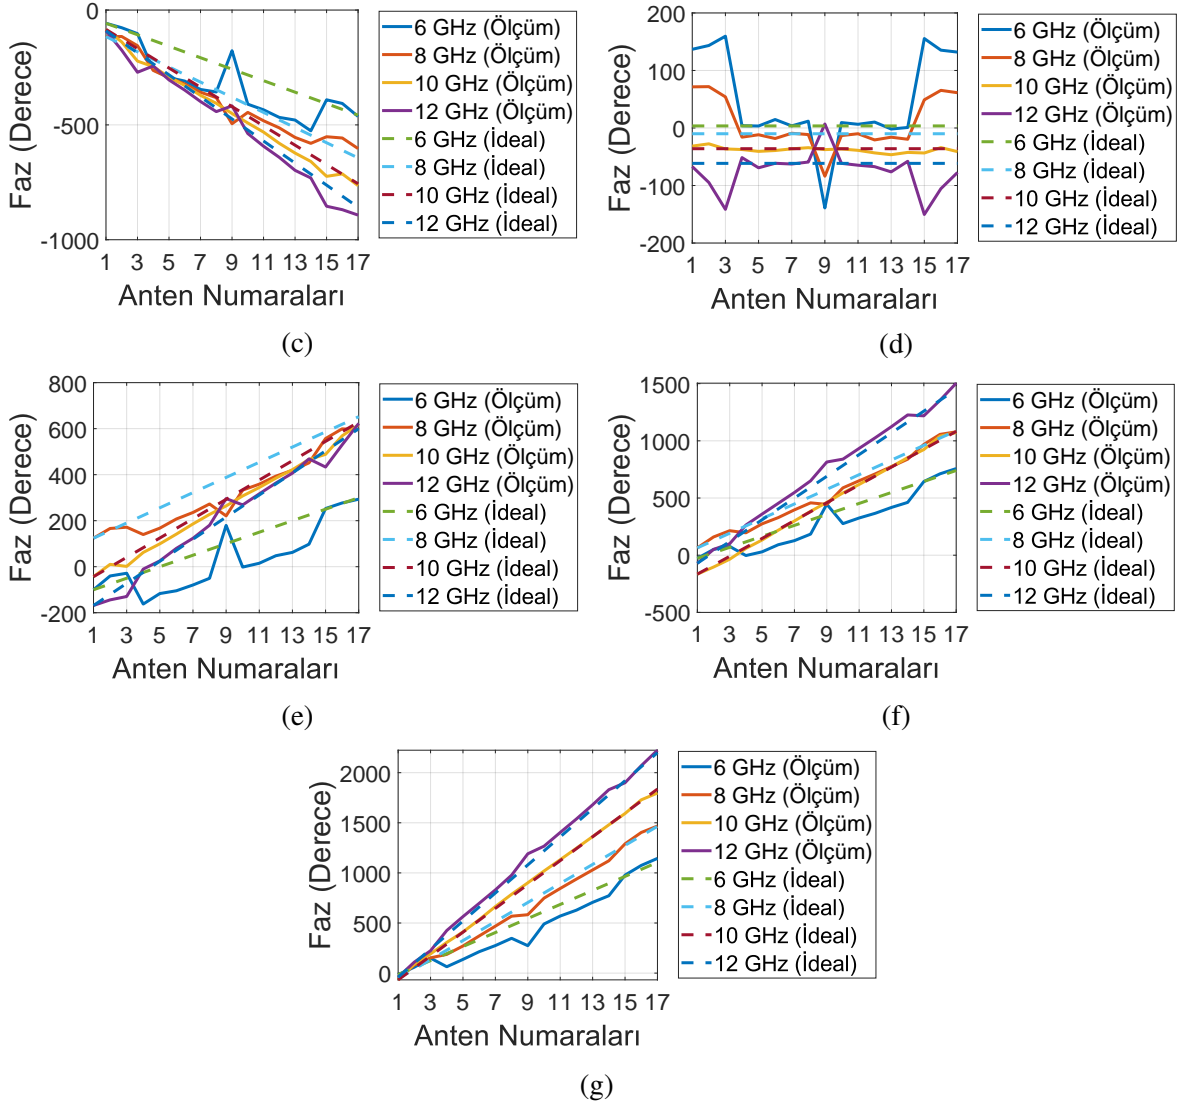 0
-500
-1000
1 3 5 7 9 11 13 15 17
Faz (Derece)
Anten Numaraları
6 GHz (Ölçüm)
8 GHz (Ölçüm)
10 GHz (Ölçüm)
12 GHz (Ölçüm)
6 GHz (İdeal)
8 GHz (İdeal)
10 GHz (İdeal)
12 GHz (İdeal)
(c)
200
100
0
-100
-200
1 3 5 7 9 11 13 15 17
Faz (Derece)
Anten Numaraları
6 GHz (Ölçüm)
8 GHz (Ölçüm)
10 GHz (Ölçüm)
12 GHz (Ölçüm)
6 GHz (İdeal)
8 GHz (İdeal)
10 GHz (İdeal)
12 GHz (İdeal)
(d)
800
600
400
200
0
-200
1 3 5 7 9 11 13 15 17
Faz (Derece)
Anten Numaraları
6 GHz (Ölçüm)
8 GHz (Ölçüm)
10 GHz (Ölçüm)
12 GHz (Ölçüm)
6 GHz (İdeal)
8 GHz (İdeal)
10 GHz (İdeal)
12 GHz (İdeal)
(e)
1500
1000
500
0
-500
1 3 5 7 9 11 13 15 17
Faz (Derece)
Anten Numaraları
6 GHz (Ölçüm)
8 GHz (Ölçüm)
10 GHz (Ölçüm)
12 GHz (Ölçüm)
6 GHz (İdeal)
8 GHz (İdeal)
10 GHz (İdeal)
12 GHz (İdeal)
(f)
2000
1500
1000
500
0
1 3 5 7 9 11 13 15 17
Faz (Derece)
Anten Numaraları
6 GHz (Ölçüm)
8 GHz (Ölçüm)
10 GHz (Ölçüm)
12 GHz (Ölçüm)
6 GHz (İdeal)
8 GHz (İdeal)
10 GHz (İdeal)
12 GHz (İdeal)
(g)